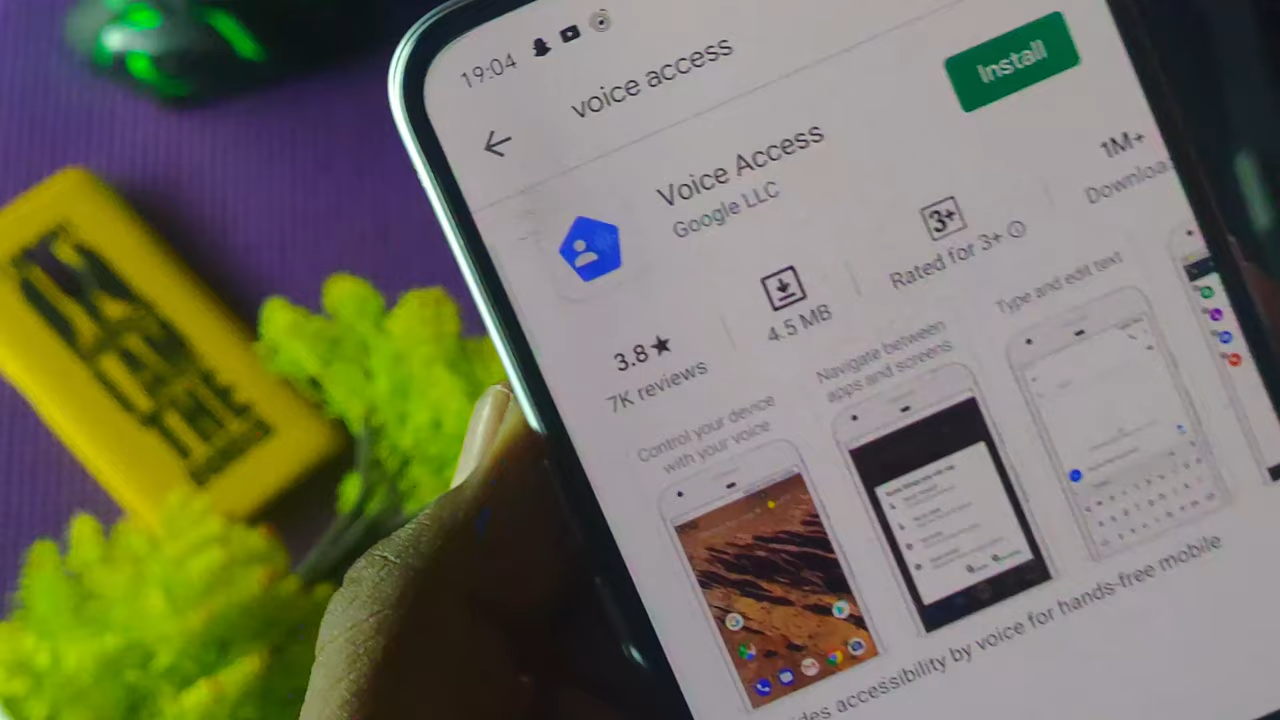 19:04
voice access
Install
Voice Access
Google LLC
3.8★
7K reviews
4.5 MB
3+
Rated for 3+
1M+
Control your device
with your voice
Navigate between
apps and screens
Type and edit text
accessibility by voice for hands-free mobile
THE